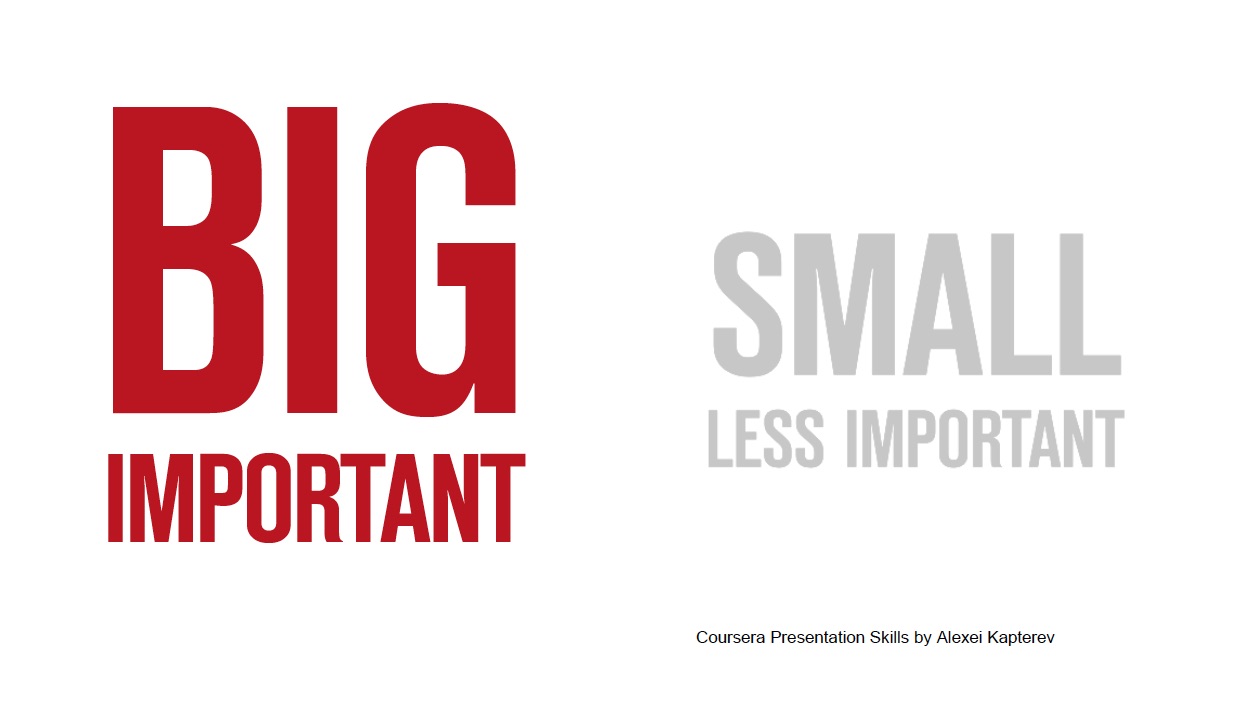 BIG
IMPORTANT
SMALL
LESS IMPORTANT
Coursera Presentation Skills by Alexei Kapterev